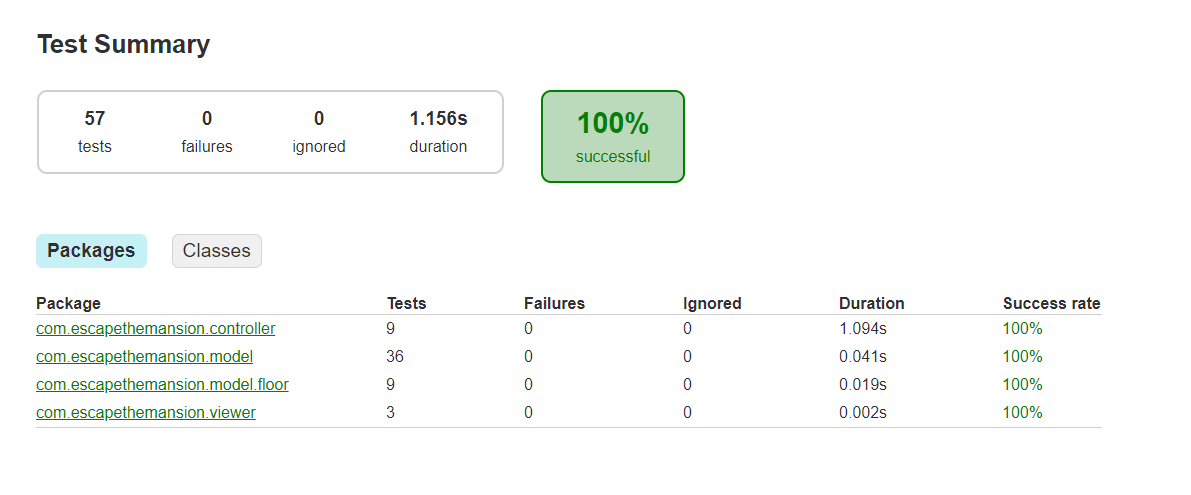 Test Summary
57 0 0 1.156s
tests failures ignored duration
100%
successful
Packages Classes
Package Tests Failures Ignored Duration Success rate
com.escapethemansion.controller 9 0 0 1.094s 100%
com.escapethemansion.model 36 0 0 0.041s 100%
com.escapethemansion.model.floor 9 0 0 0.019s 100%
com.escapethemansion.viewer 3 0 0 0.002s 100%